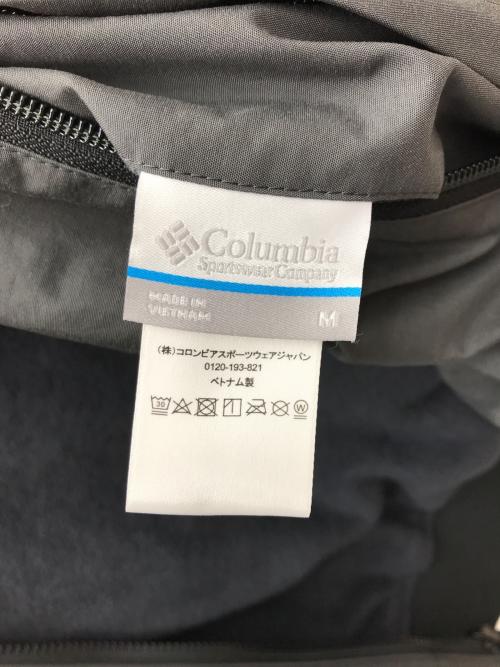 Columbia
Sportswear Company
MADE IN
VIETNAM
M
(株)コロンビアスポーツウェアジャパン
0120-193-821
ベトナム製
30
W